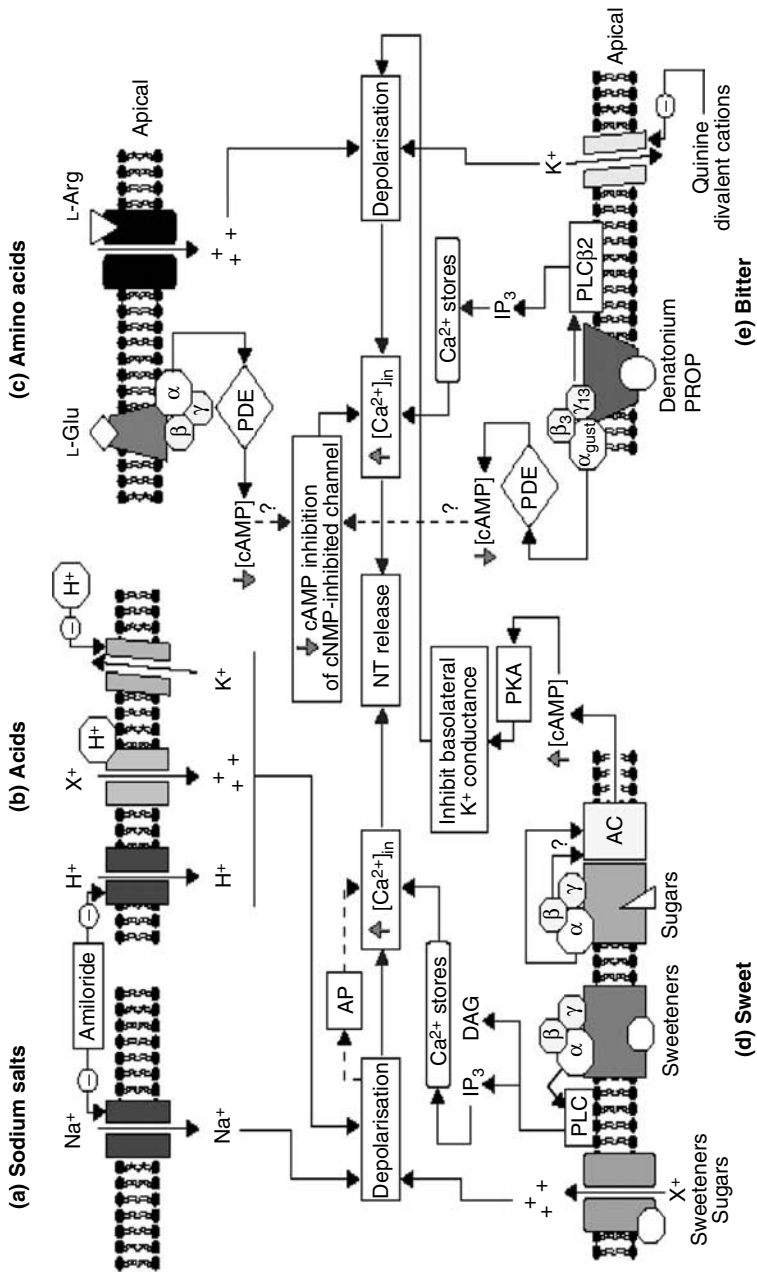 (a) Sodium salts
(b) Acids
(c) Amino acids
Na⁺
Amiloride
−
−
H⁺
X⁺
H⁺
−
H⁺
L-Glu
L-Arg
Apical
Na⁺
H⁺
+ +
+ +
K⁺
α
β
γ
PDE
+ +
+
[cAMP]
?
cAMP inhibition
of cNMP-inhibited channel
Depolarisation
AP
[Ca²⁺]in
NT release
[Ca²⁺]in
Depolarisation
Ca²⁺ stores
IP₃
DAG
Inhibit basolateral
K⁺ conductance
PKA
[cAMP]
?
[cAMP]
PDE
Ca²⁺ stores
IP₃
K⁺
+ +
+ +
PLC
α
β
γ
α
β
γ
?
AC
αgust
β₃
γ₁₃
PLCβ2
Apical
−
X⁺
Sweeteners
Sugars
Sweeteners
Sugars
Denatonium
PROP
Quinine
divalent cations
(d) Sweet
(e) Bitter